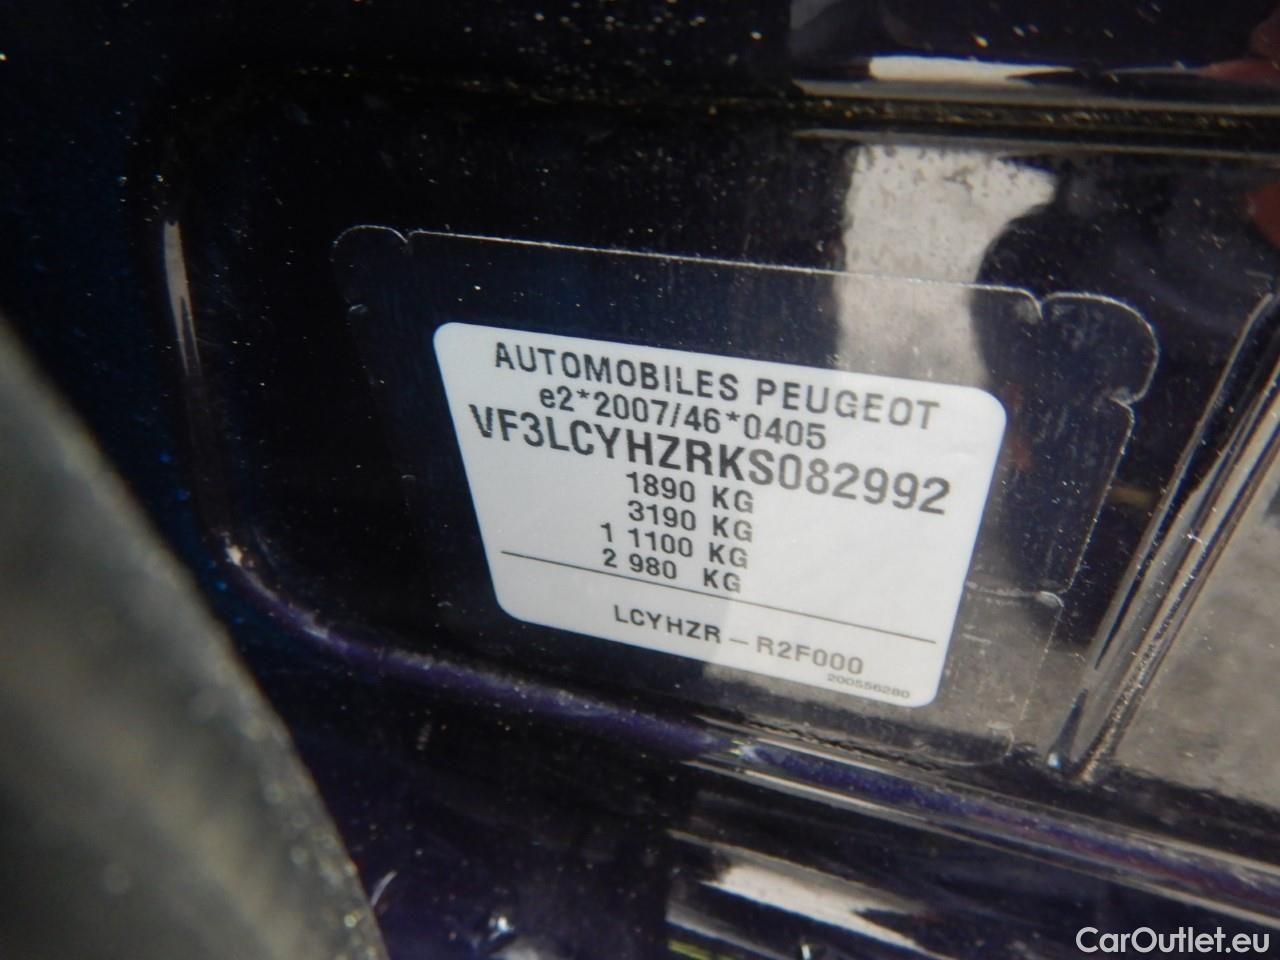 AUTOMOBILES PEUGEOT
e2*2007/46*0405
VF3LCYHZRKS082992
1890 KG
3190 KG
1 1100 KG
2 980 KG
LCYHZR – R2F000
200556280
CarOutlet.eu